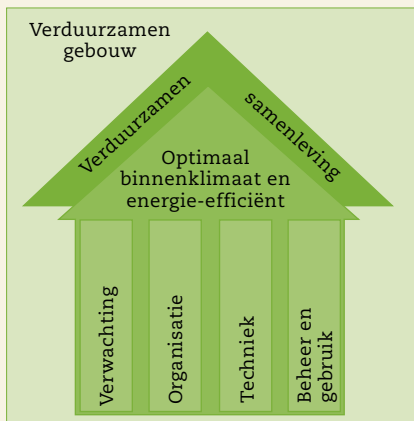 Verduurzamen
gebouw
Verduurzamen
samenleving
Optimaal
binnenklimaat en
energie-efficiënt
Verwachting
Organisatie
Techniek
Beheer en
gebruik